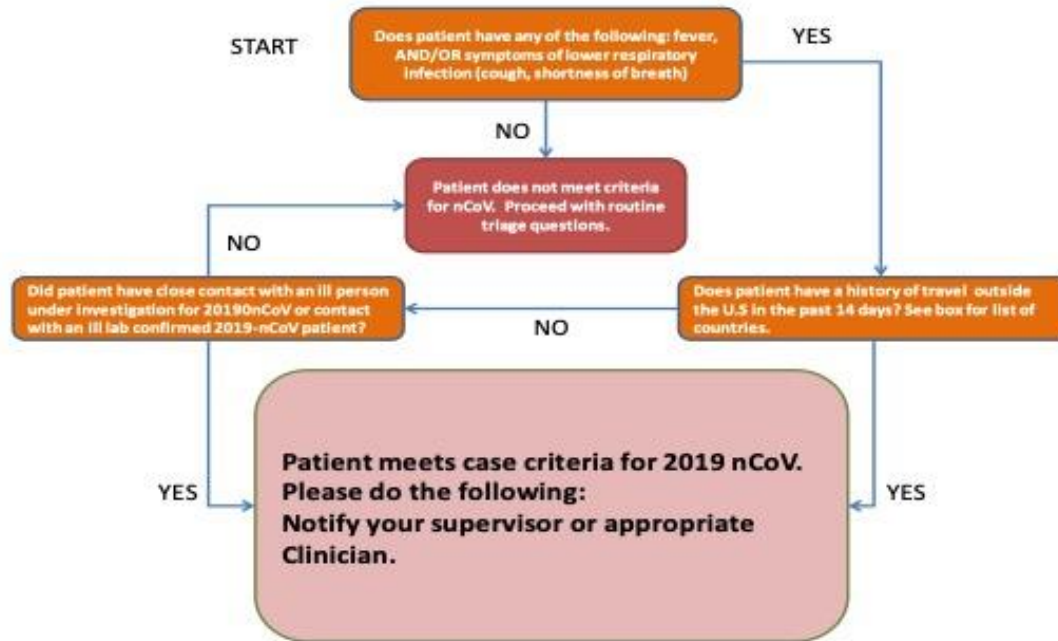 START
Does patient have any of the following: fever,
AND/OR symptoms of lower respiratory
infection (cough, shortness of breath)
YES
NO
Patient does not meet criteria
for nCoV. Proceed with routine
triage questions.
NO
Did patient have close contact with an ill person
under investigation for 20190nCoV or contact
with an ill lab confirmed 2019-nCoV patient?
NO
Does patient have a history of travel outside
the U.S in the past 14 days? See box for list of
countries.
YES
Patient meets case criteria for 2019 nCoV.
Please do the following:
Notify your supervisor or appropriate
Clinician.
YES